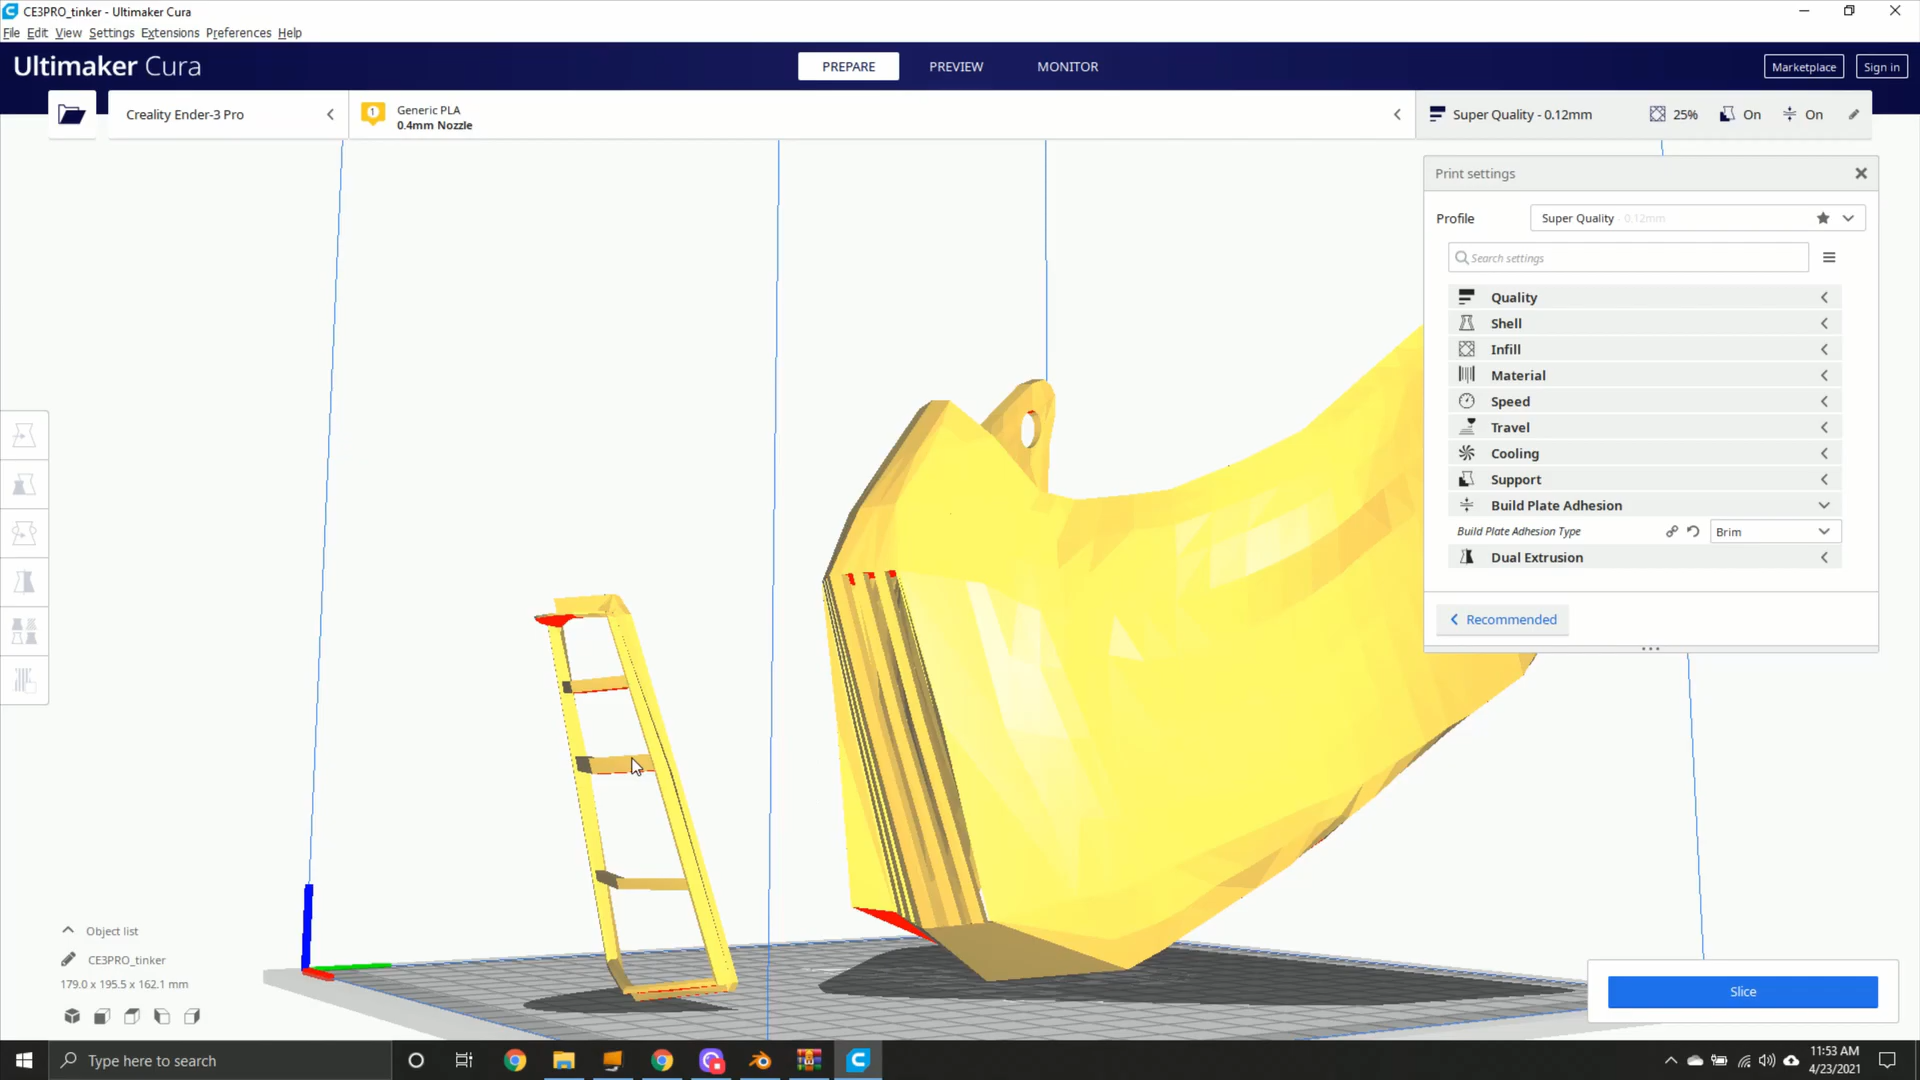 CE3PRO_tinker - Ultimaker Cura
File Edit View Settings Extensions Preferences Help
Ultimaker Cura
PREPARE
PREVIEW
MONITOR
Marketplace
Sign in
Creality Ender-3 Pro
1
Generic PLA
0.4mm Nozzle
Super Quality - 0.12mm
25%
On
On
Print settings
Profile
Super Quality - 0.12mm
Search settings
Quality
Shell
Infill
Material
Speed
Travel
Cooling
Support
Build Plate Adhesion
Build Plate Adhesion Type
Brim
Dual Extrusion
Recommended
Object list
CE3PRO_tinker
179.0 x 195.5 x 162.1 mm
Slice
Type here to search
11:53 AM
4/23/2021